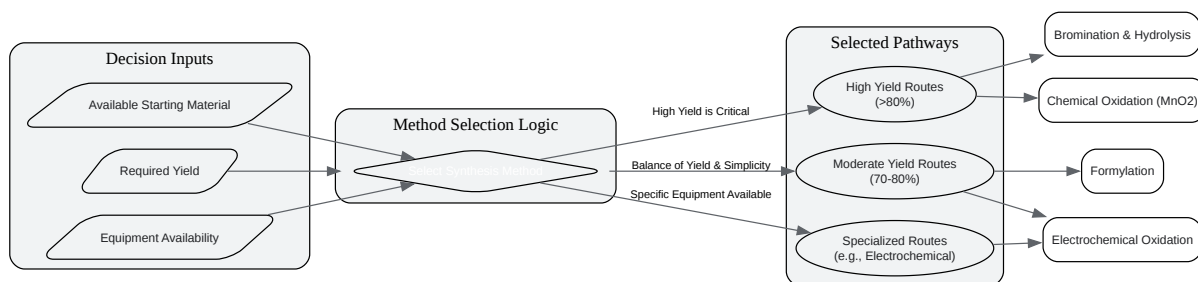 Decision Inputs
Available Starting Material
Required Yield
Equipment Availability
Method Selection Logic
Select Synthesis Method
High Yield is Critical
Balance of Yield & Simplicity
Specific Equipment Available
Selected Pathways
High Yield Routes
(>80%)
Moderate Yield Routes
(70-80%)
Specialized Routes
(e.g., Electrochemical)
Bromination & Hydrolysis
Chemical Oxidation (MnO2)
Formylation
Electrochemical Oxidation